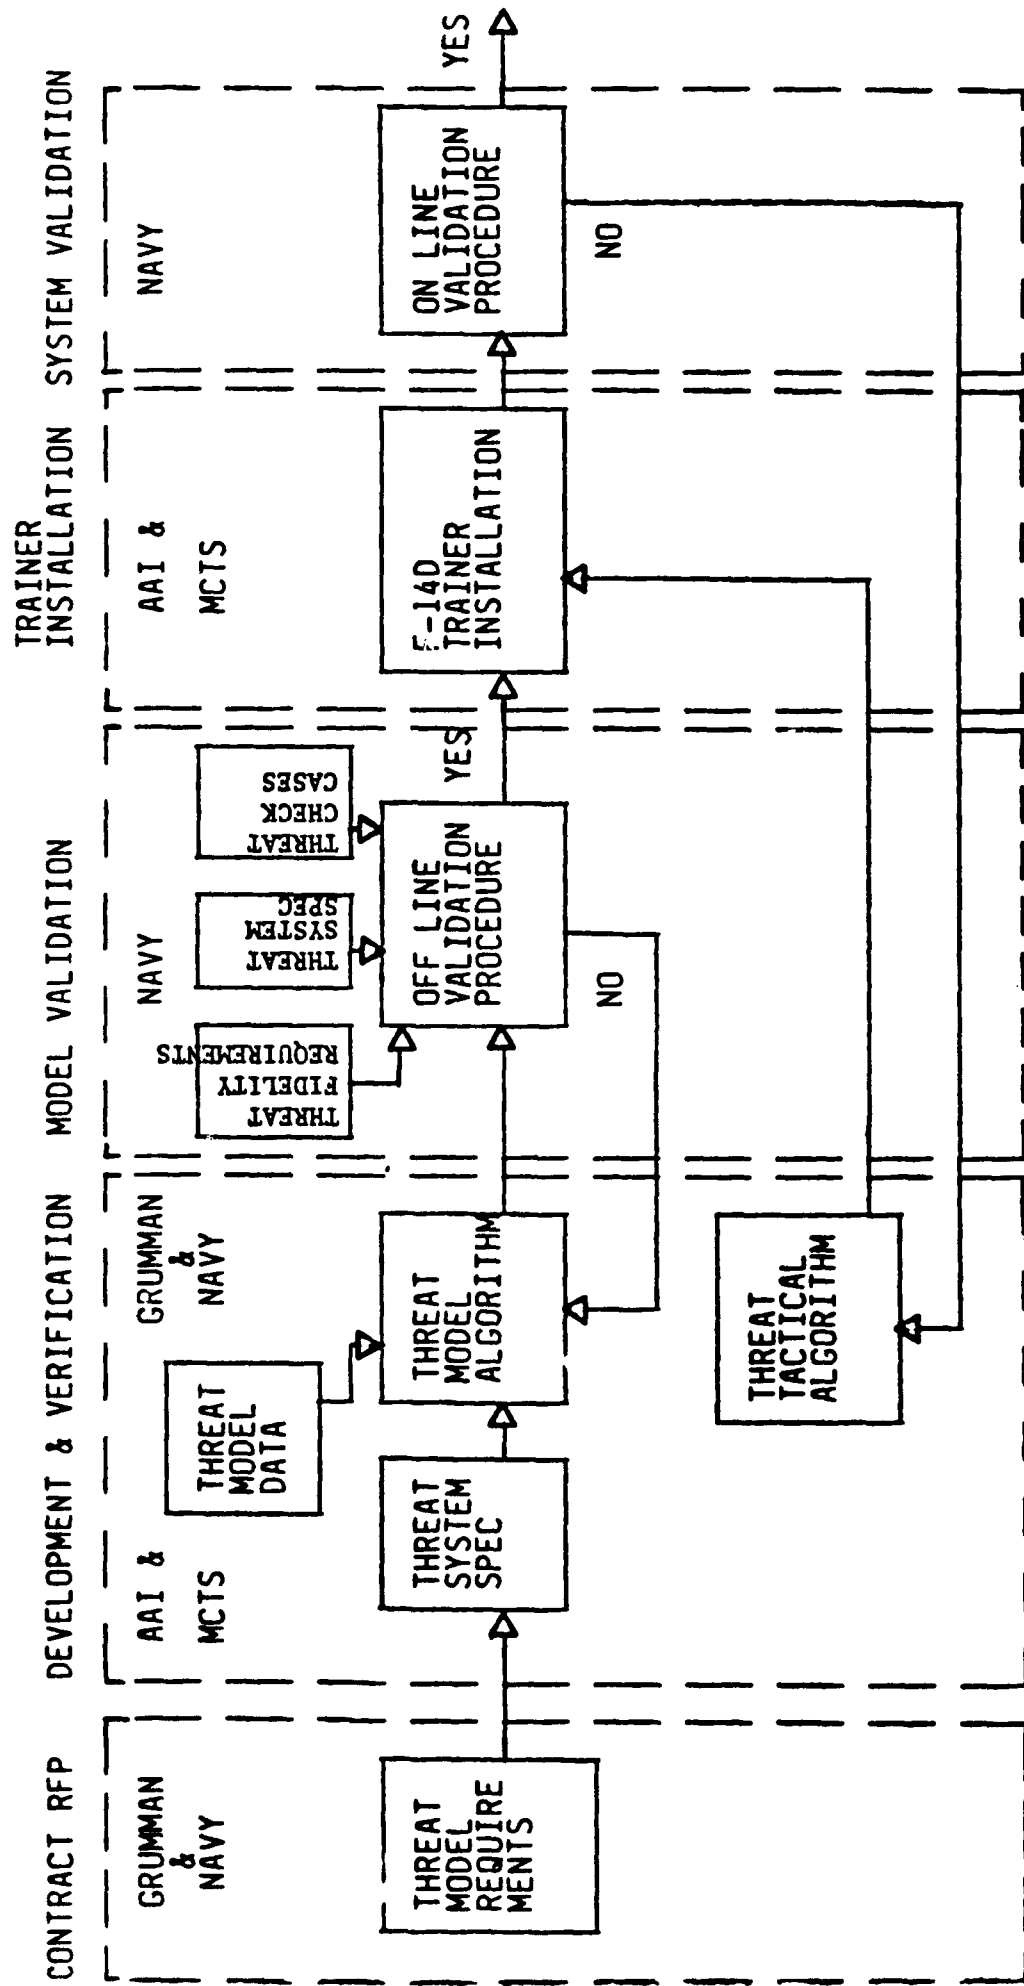 CONTRACT RFP
GRUMMAN
&
NAVY
THREAT
MODEL
REQUIRE
MENTS
DEVELOPMENT & VERIFICATION
AAI &
MCTS
GRUMMAN
&
NAVY
THREAT
MODEL
DATA
THREAT
SYSTEM
SPEC
THREAT
MODEL
ALGORITHM
THREAT
TACTICAL
ALGORITHM
MODEL VALIDATION
NAVY
THREAT
FIDELITY
REQUIREMENTS
THREAT
SYSTEM
SPEC
THREAT
CHECK
CASES
OFF LINE
VALIDATION
PROCEDURE
YES
NO
TRAINER
INSTALLATION
AAI &
MCTS
F-14D
TRAINER
INSTALLATION
SYSTEM VALIDATION
NAVY
ON LINE
VALIDATION
PROCEDURE
YES
NO